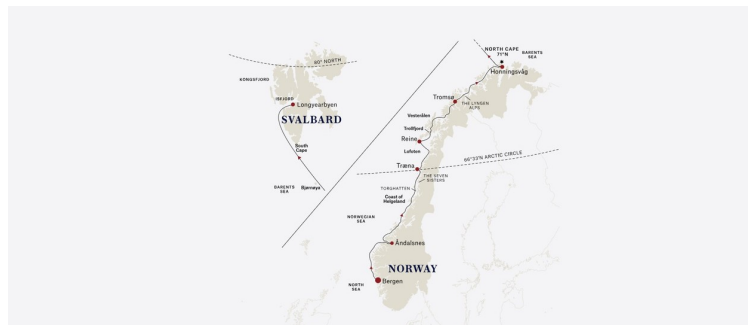 80° NORTH
KONGSFJORD
ISFJORD
Longyearbyen
SVALBARD
South
Cape
BARENTS
SEA
Bjørnøya
NORTH CAPE
71°N
BARENTS
SEA
Honningsvåg
Tromsø
THE LYNGEN
ALPS
Vesterålen
Trollfjord
Reine
Lofoten
66°33'N ARCTIC CIRCLE
Træna
THE SEVEN
SISTERS
TORGHATTEN
Coast of
Helgeland
NORWEGIAN
SEA
Åndalsnes
NORWAY
NORTH
SEA
Bergen